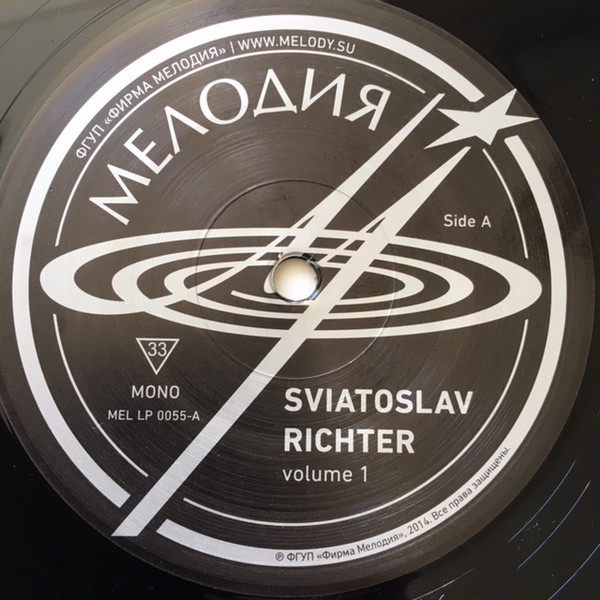 ФГУП «ФИРМА МЕЛОДИЯ» | WWW.MELODY.SU
МЕЛОДИЯ
Side A
33
MONO
MEL LP 0055-A
SVIATOSLAV
RICHTER
volume 1
℗ ФГУП «Фирма Мелодия», 2014. Все права защищены.